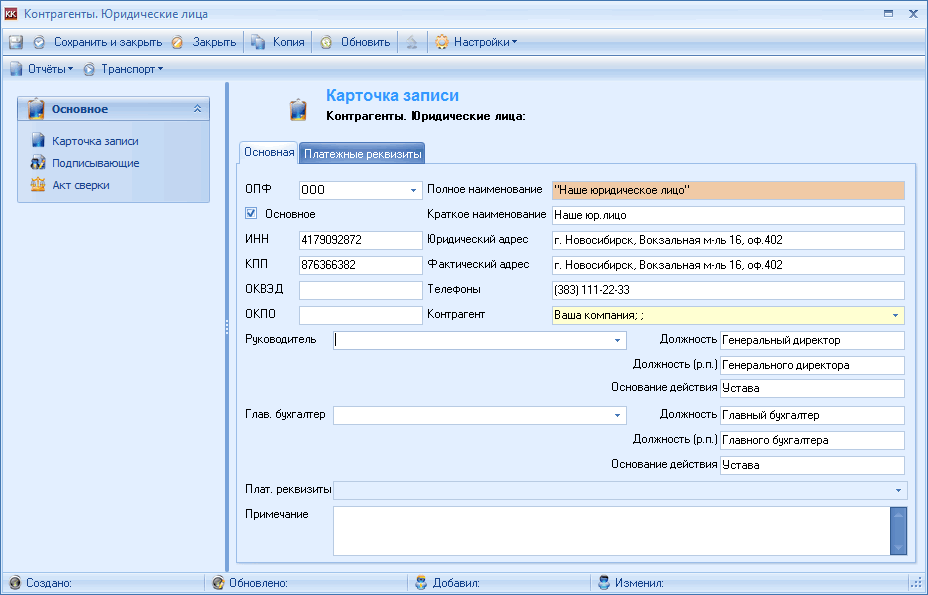 КК Контрагенты. Юридические лица
Сохранить и закрыть Закрыть Копия Обновить Настройки
Отчёты Транспорт
Основное
Карточка записи
Подписывающие
Акт сверки
Карточка записи
Контрагенты. Юридические лица:
Основная Платежные реквизиты
ОПФ ООО Полное наименование "Наше юридическое лицо"
Основное Краткое наименование Наше юр.лицо
ИНН 4179092872 Юридический адрес г. Новосибирск, Вокзальная м-ль 16, оф.402
КПП 876366382 Фактический адрес г. Новосибирск, Вокзальная м-ль 16, оф.402
ОКВЭД Телефоны (383) 111-22-33
ОКПО Контрагент Ваша компания; ;
Руководитель Должность Генеральный директор
Должность (р.п.) Генерального директора
Основание действия Устава
Глав. бухгалтер Должность Главный бухгалтер
Должность (р.п.) Главного бухгалтера
Основание действия Устава
Плат. реквизиты
Примечание
Создано: Обновлено: Добавил: Изменил: